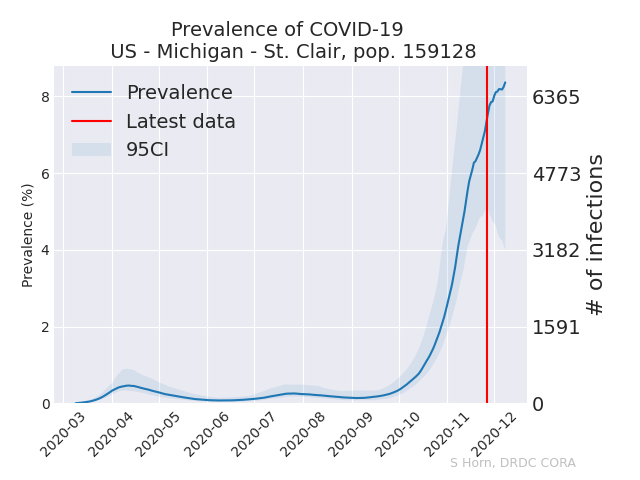 Prevalence of COVID-19
US - Michigan - St. Clair, pop. 159128
Prevalence
Latest data
95CI
Prevalence (%)
8
6
4
2
0
6365
4773
3182
1591
0
# of infections
2020-03
2020-04
2020-05
2020-06
2020-07
2020-08
2020-09
2020-10
2020-11
2020-12
S Horn, DRDC CORA